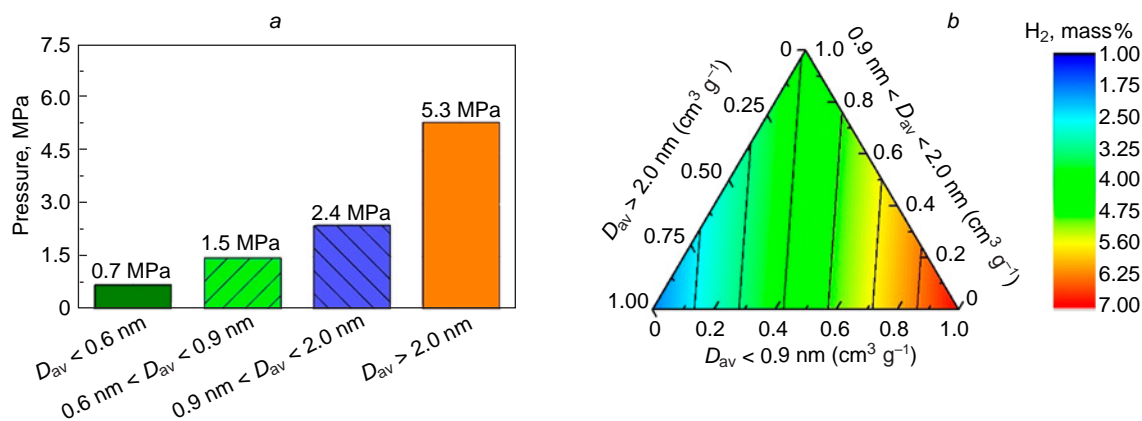 a
7.5
6.0
4.5
3.0
1.5
0
Pressure, MPa
0.7 MPa
1.5 MPa
2.4 MPa
5.3 MPa
Dav < 0.6 nm
0.6 nm < Dav < 0.9 nm
0.9 nm < Dav < 2.0 nm
Dav > 2.0 nm
b
Dav > 2.0 nm (cm³ g⁻¹)
0
0.25
0.50
0.75
1.00
0.9 nm < Dav < 2.0 nm (cm³ g⁻¹)
1.0
0.8
0.6
0.4
0.2
0
0 0.2 0.4 0.6 0.8 1.0
Dav < 0.9 nm (cm³ g⁻¹)
H₂, mass%
1.00
1.75
2.50
3.25
4.00
4.75
5.60
6.25
7.00